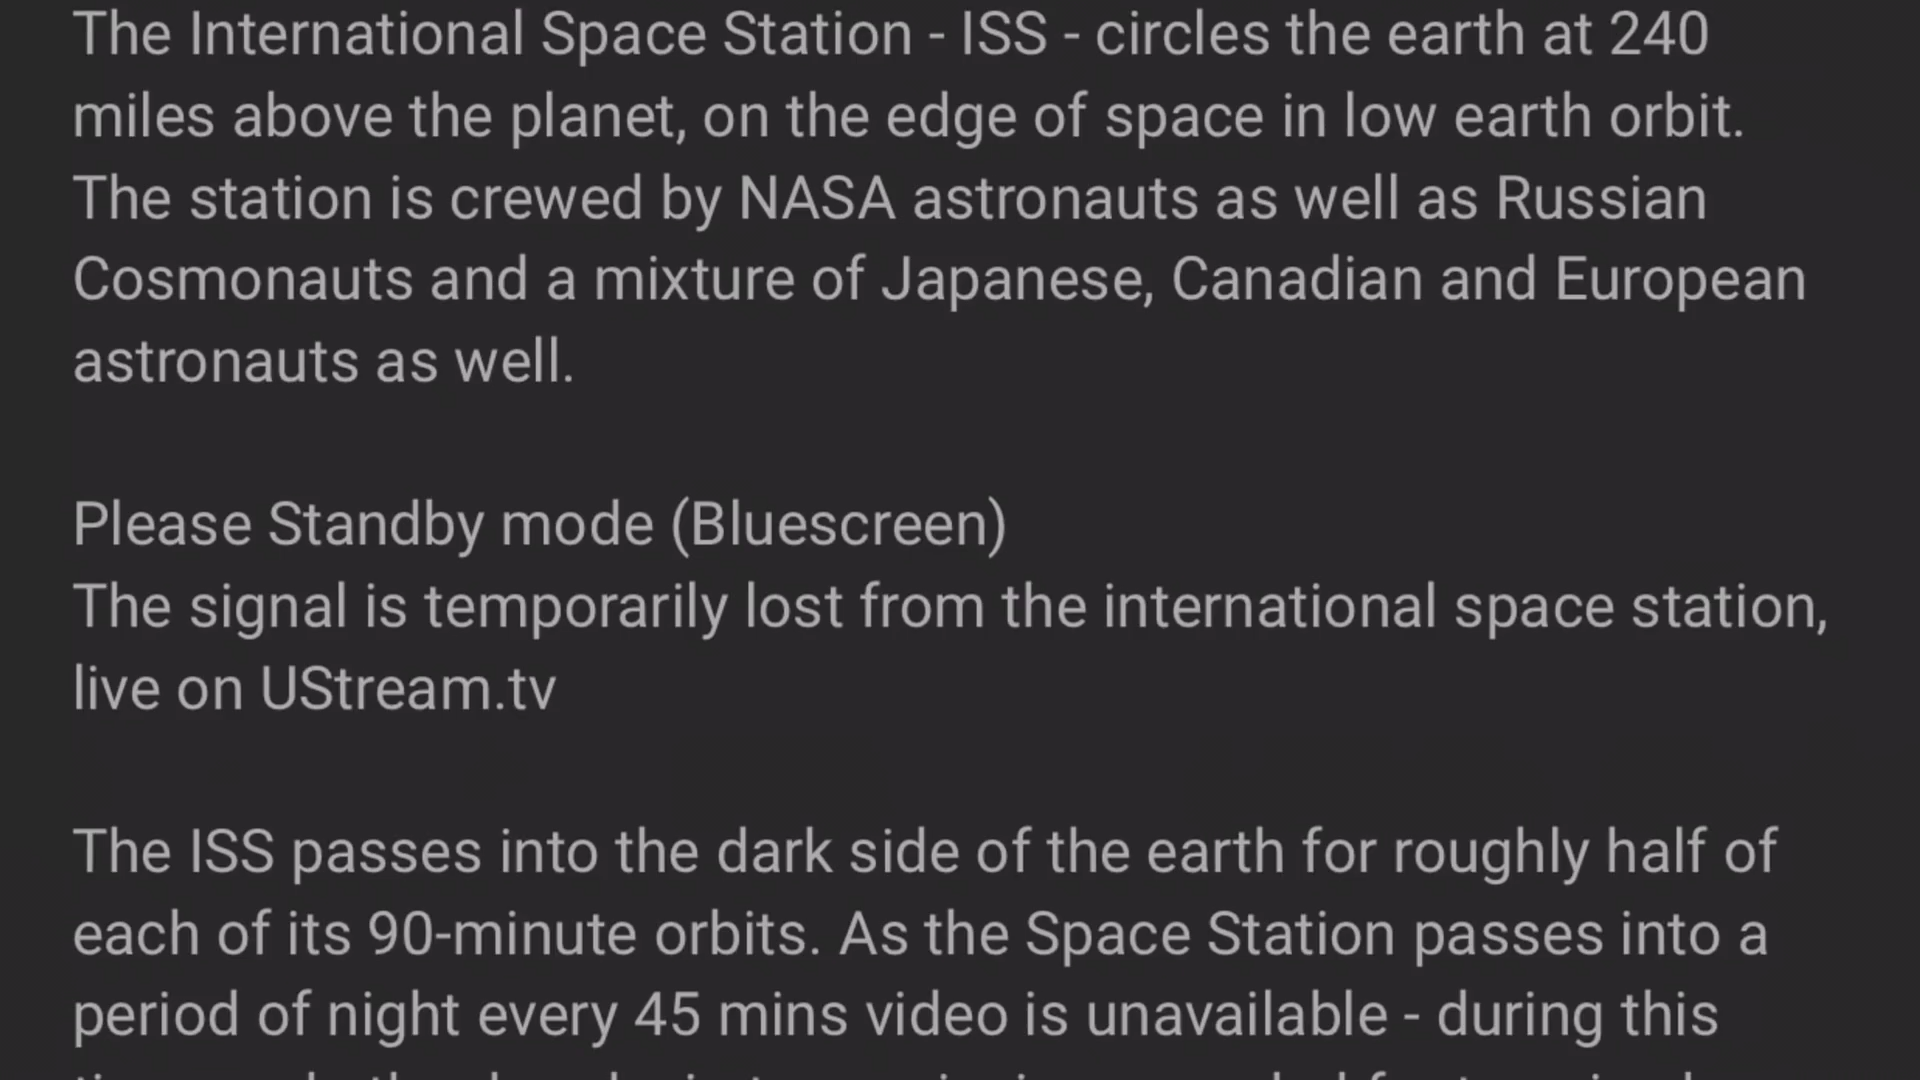 The International Space Station - ISS - circles the earth at 240
miles above the planet, on the edge of space in low earth orbit.
The station is crewed by NASA astronauts as well as Russian
Cosmonauts and a mixture of Japanese, Canadian and European
astronauts as well.
Please Standby mode (Bluescreen)
The signal is temporarily lost from the international space station,
live on UStream.tv
The ISS passes into the dark side of the earth for roughly half of
each of its 90-minute orbits. As the Space Station passes into a
period of night every 45 mins video is unavailable - during this